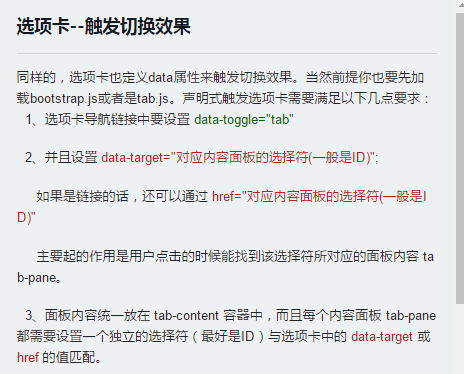 选项卡--触发切换效果
同样的，选项卡也定义data属性来触发切换效果。当然前提你也要先加
载bootstrap.js或者是tab.js。声明式触发选项卡需要满足以下几点要求：
1、选项卡导航链接中要设置 data-toggle="tab"
2、并且设置 data-target="对应内容面板的选择符(一般是ID)";
如果是链接的话，还可以通过 href="对应内容面板的选择符(一般是I
D)"
主要起的作用是用户点击的时候能找到该选择符所对应的面板内容 ta
b-pane。
3、面板内容统一放在 tab-content 容器中，而且每个内容面板 tab-pane
都需要设置一个独立的选择符（最好是ID）与选项卡中的 data-target 或
href 的值匹配。